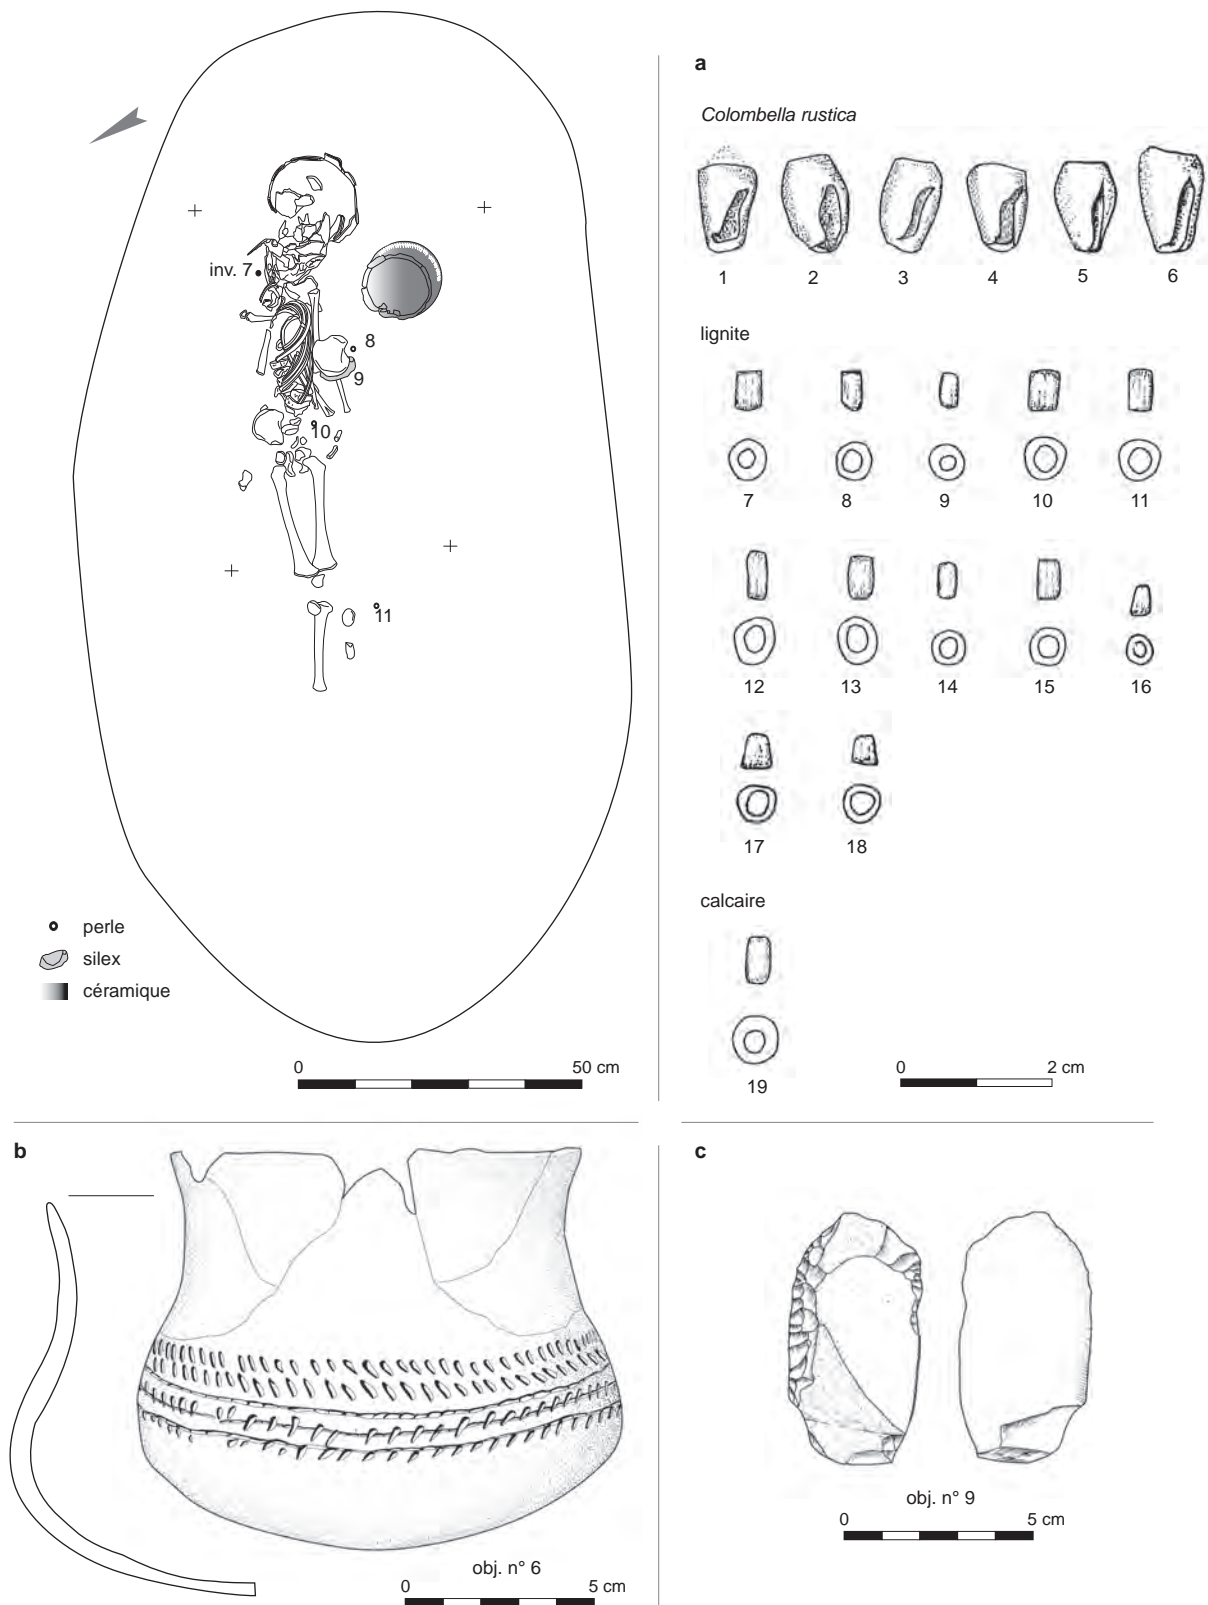 inv. 7
8
9
10
11
perle
silex
céramique
0 50 cm
a
Colombella rustica
1 2 3 4 5 6
lignite
7 8 9 10 11
12 13 14 15 16
17 18
calcaire
19
0 2 cm
b
obj. n° 6
0 5 cm
c
obj. n° 9
0 5 cm